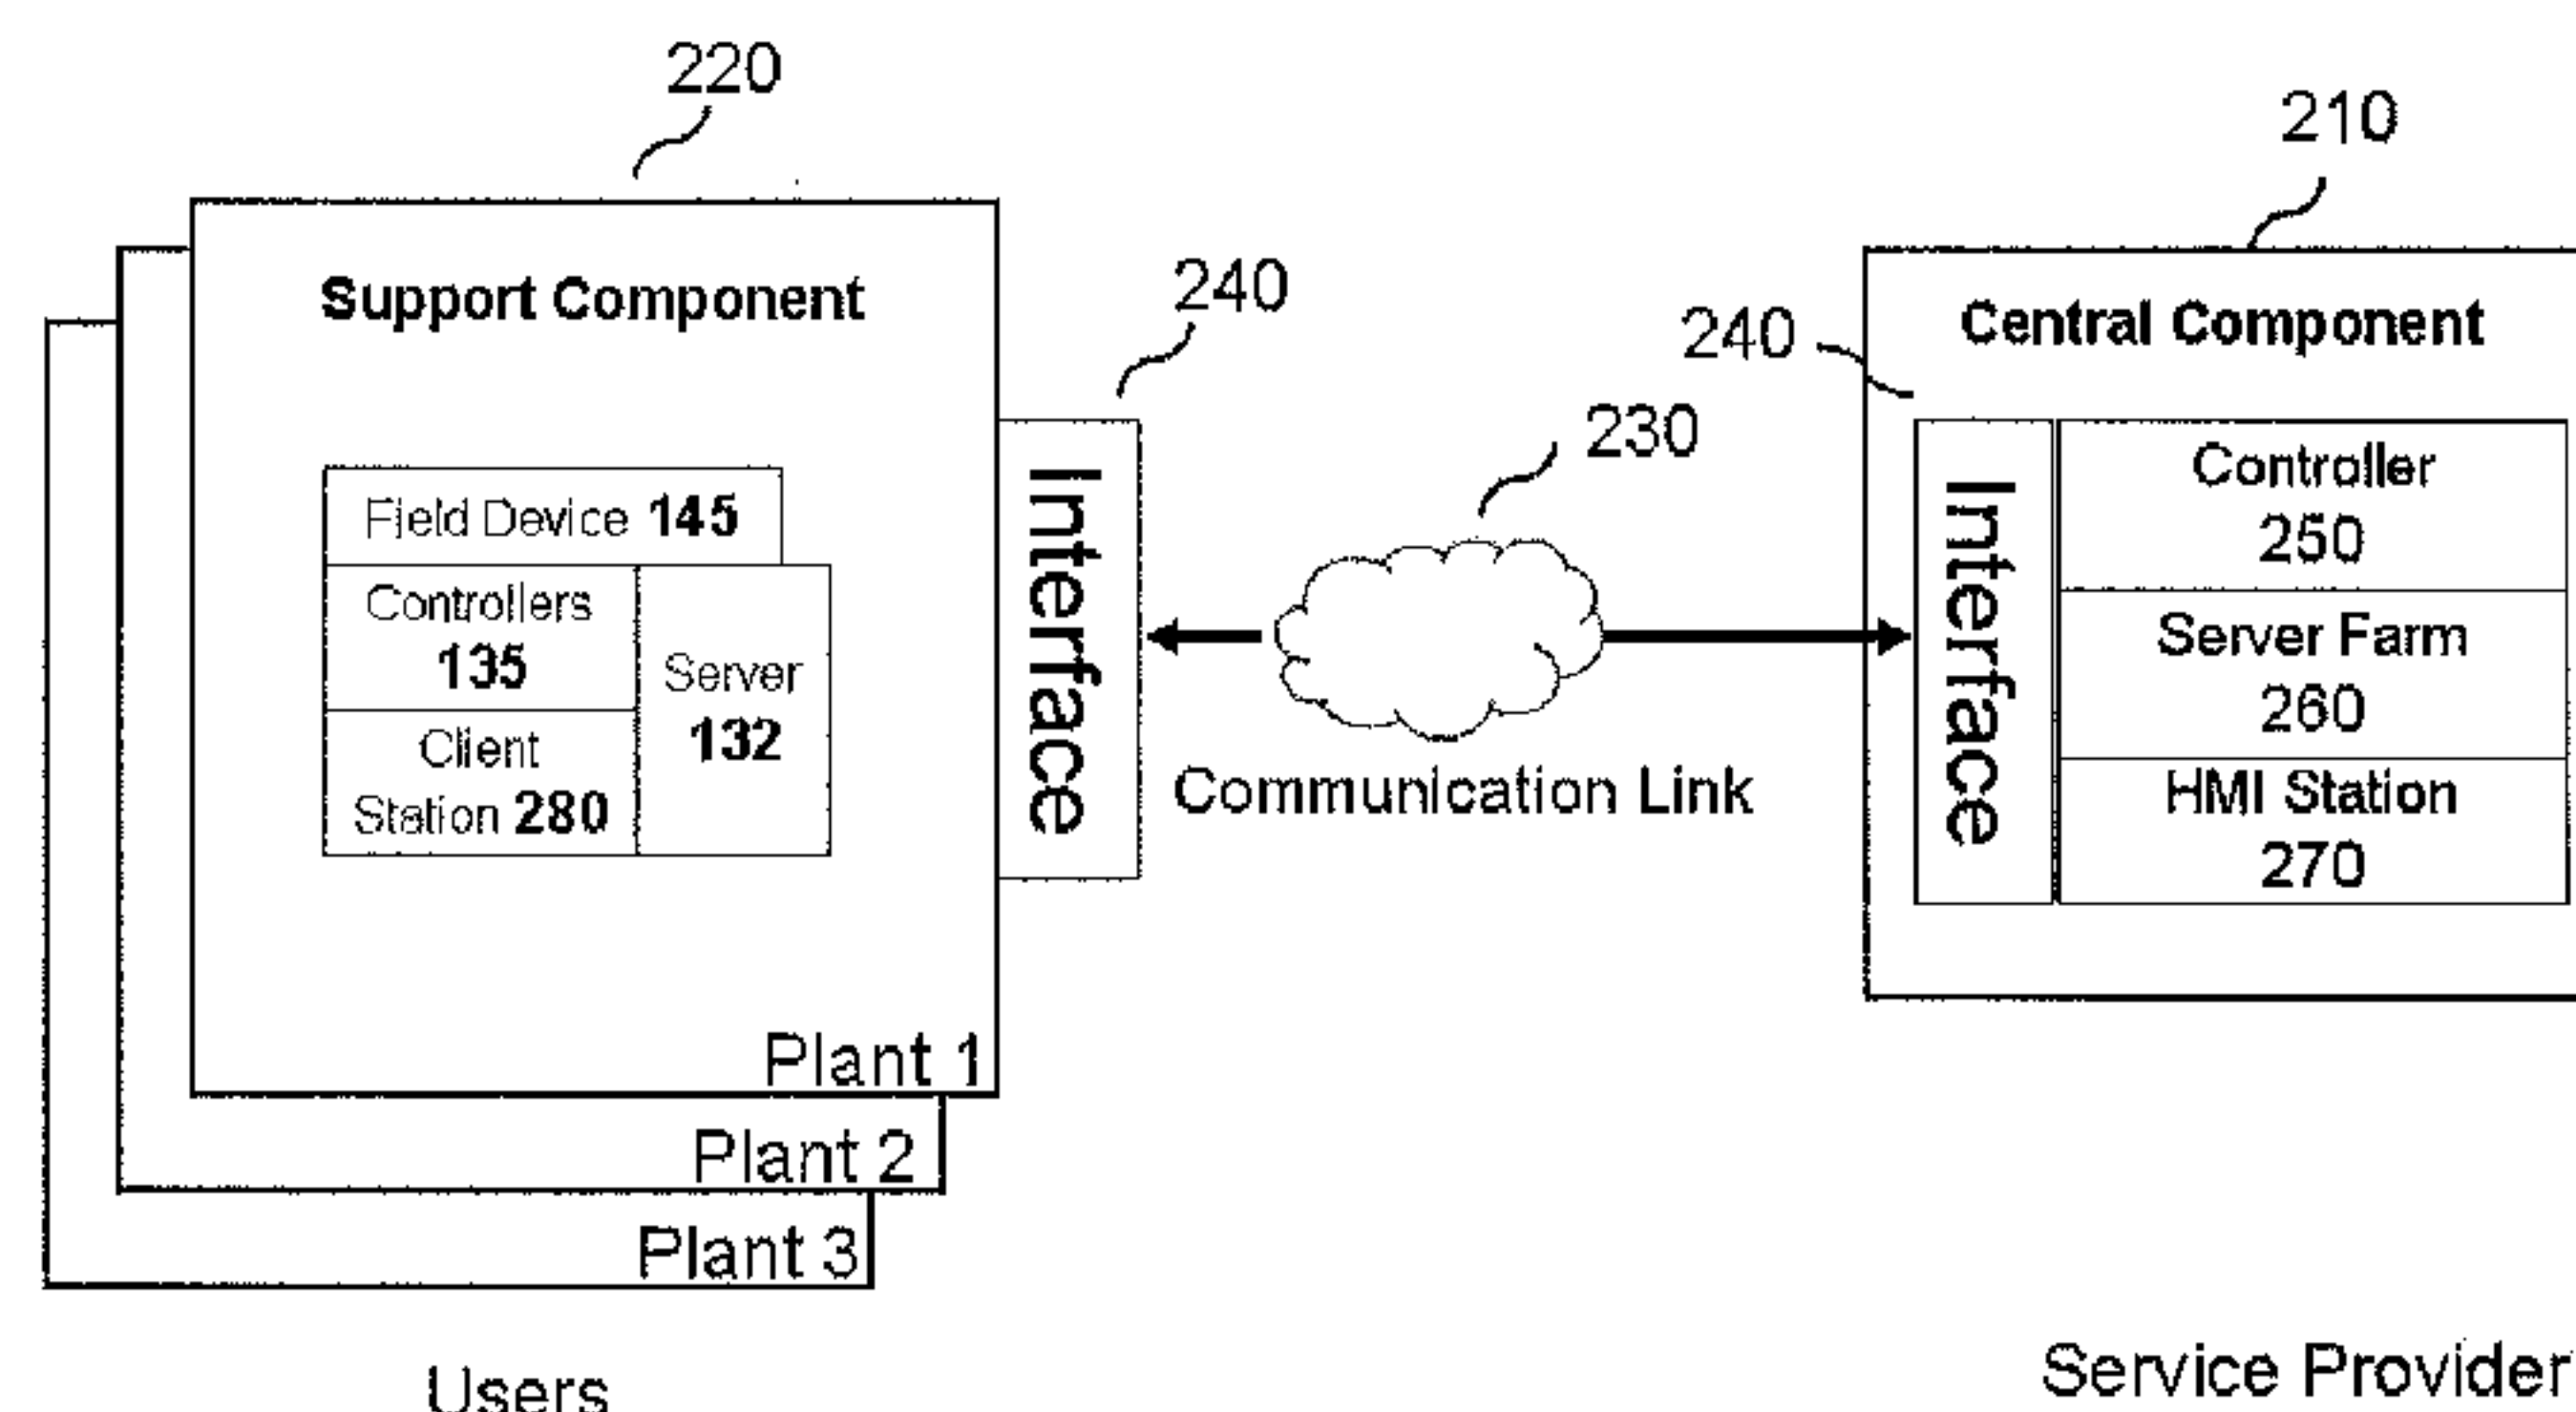 220
210
240
240
230
Support Component
Field Device 145
Controllers
135
Client
Station 280
Server
132
Interface
Communication Link
Central Component
Interface
Controller
250
Server Farm
260
HMI Station
270
Plant 1
Plant 2
Plant 3
Users
Service Provider